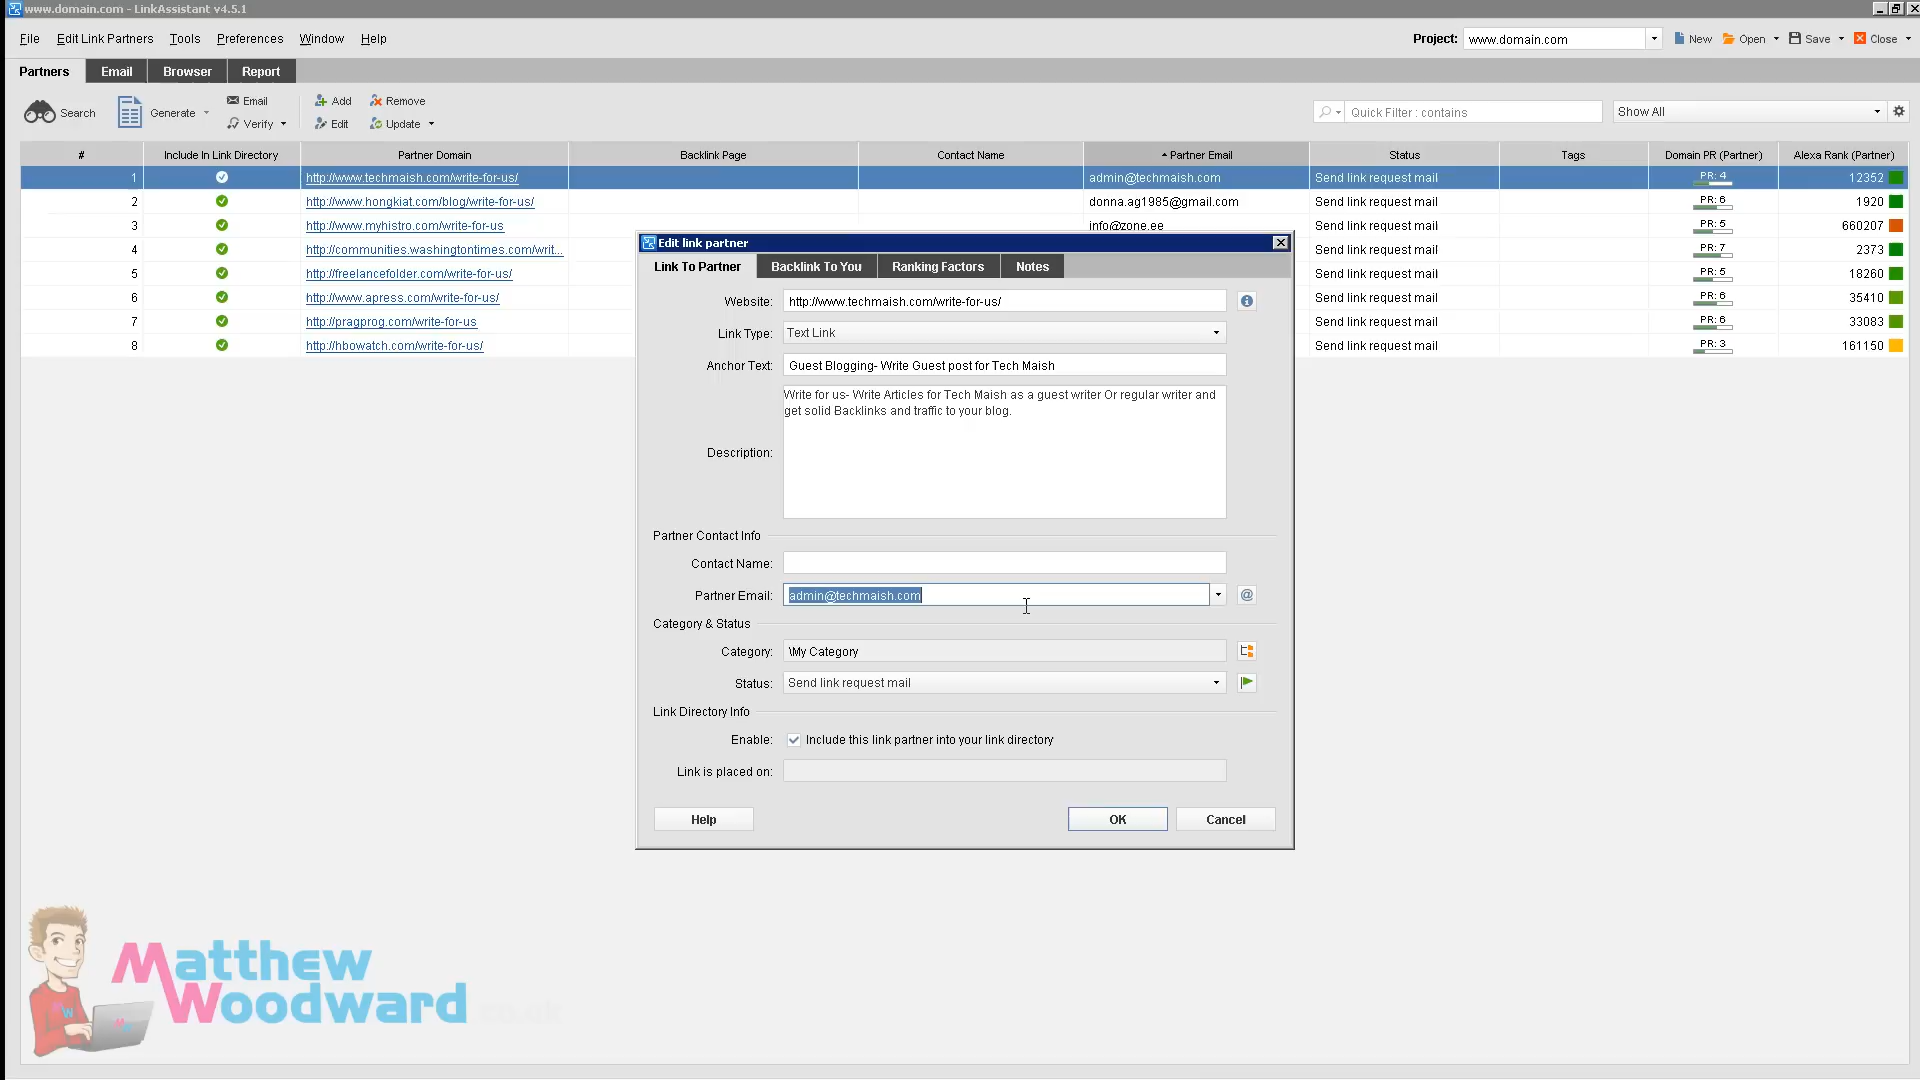 www.domain.com - LinkAssistant v4.5.1
File Edit Link Partners Tools Preferences Window Help
Project: www.domain.com New Open Save Close
Partners Email Browser Report
Search Generate Email Verify Add Edit Remove Update
Quick Filter : contains
Show All
# Include In Link Directory Partner Domain Backlink Page Contact Name Partner Email Status Tags Domain PR (Partner) Alexa Rank (Partner)
1 http://www.techmaish.com/write-for-us/ admin@techmaish.com Send link request mail PR: 4 12352
2 http://www.hongkiat.com/blog/write-for-us/ donna.ag1985@gmail.com Send link request mail PR: 6 1920
3 http://www.myhistro.com/write-for-us info@zone.ee Send link request mail PR: 5 660207
4 http://communities.washingtontimes.com/writ... Send link request mail PR: 7 2373
5 http://freelancefolder.com/write-for-us/ Send link request mail PR: 5 18260
6 http://www.apress.com/write-for-us/ Send link request mail PR: 6 35410
7 http://pragprog.com/write-for-us Send link request mail PR: 6 33083
8 http://hbowatch.com/write-for-us/ Send link request mail PR: 3 161150
Edit link partner
Link To Partner Backlink To You Ranking Factors Notes
Website: http://www.techmaish.com/write-for-us/
Link Type: Text Link
Anchor Text: Guest Blogging- Write Guest post for Tech Maish
Write for us- Write Articles for Tech Maish as a guest writer Or regular writer and
get solid Backlinks and traffic to your blog.
Description:
Partner Contact Info
Contact Name:
Partner Email: admin@techmaish.com @
Category & Status
Category: \My Category
Status: Send link request mail
Link Directory Info
Enable: Include this link partner into your link directory
Link is placed on:
Help OK Cancel
Matthew
Woodward